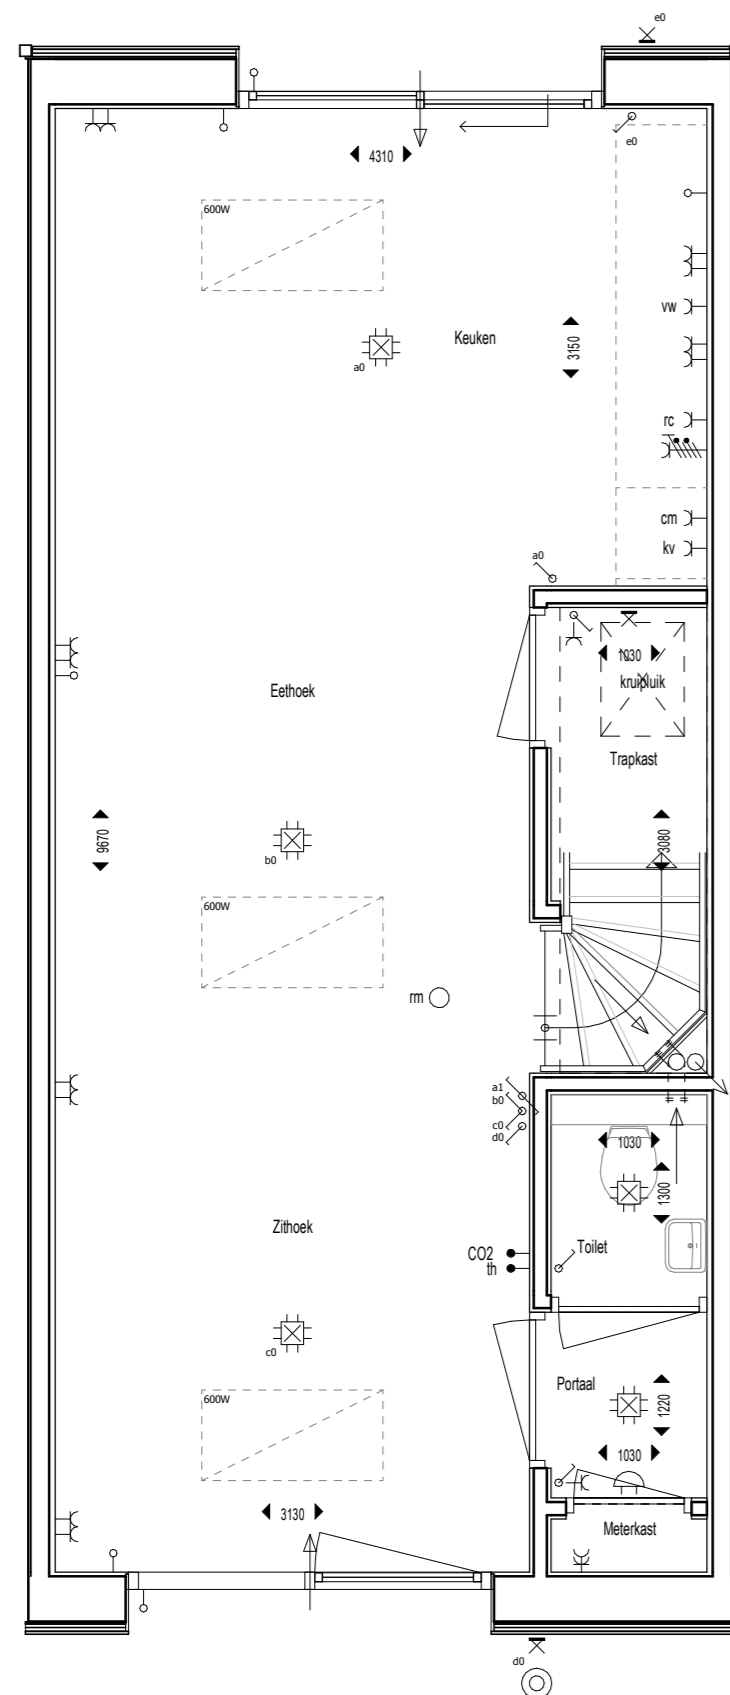 e0
e0
4310
600W
vw
Keuken
3150
a0
rc
cm
kv
a0
1030
kruipluik
Eethoek
Trapkast
9670
3080
b0
600W
rm
a1
b0
c0
d0
1030
1300
Zithoek
Toilet
CO2
th
c0
Portaal
600W
1220
1030
3130
Meterkast
d0